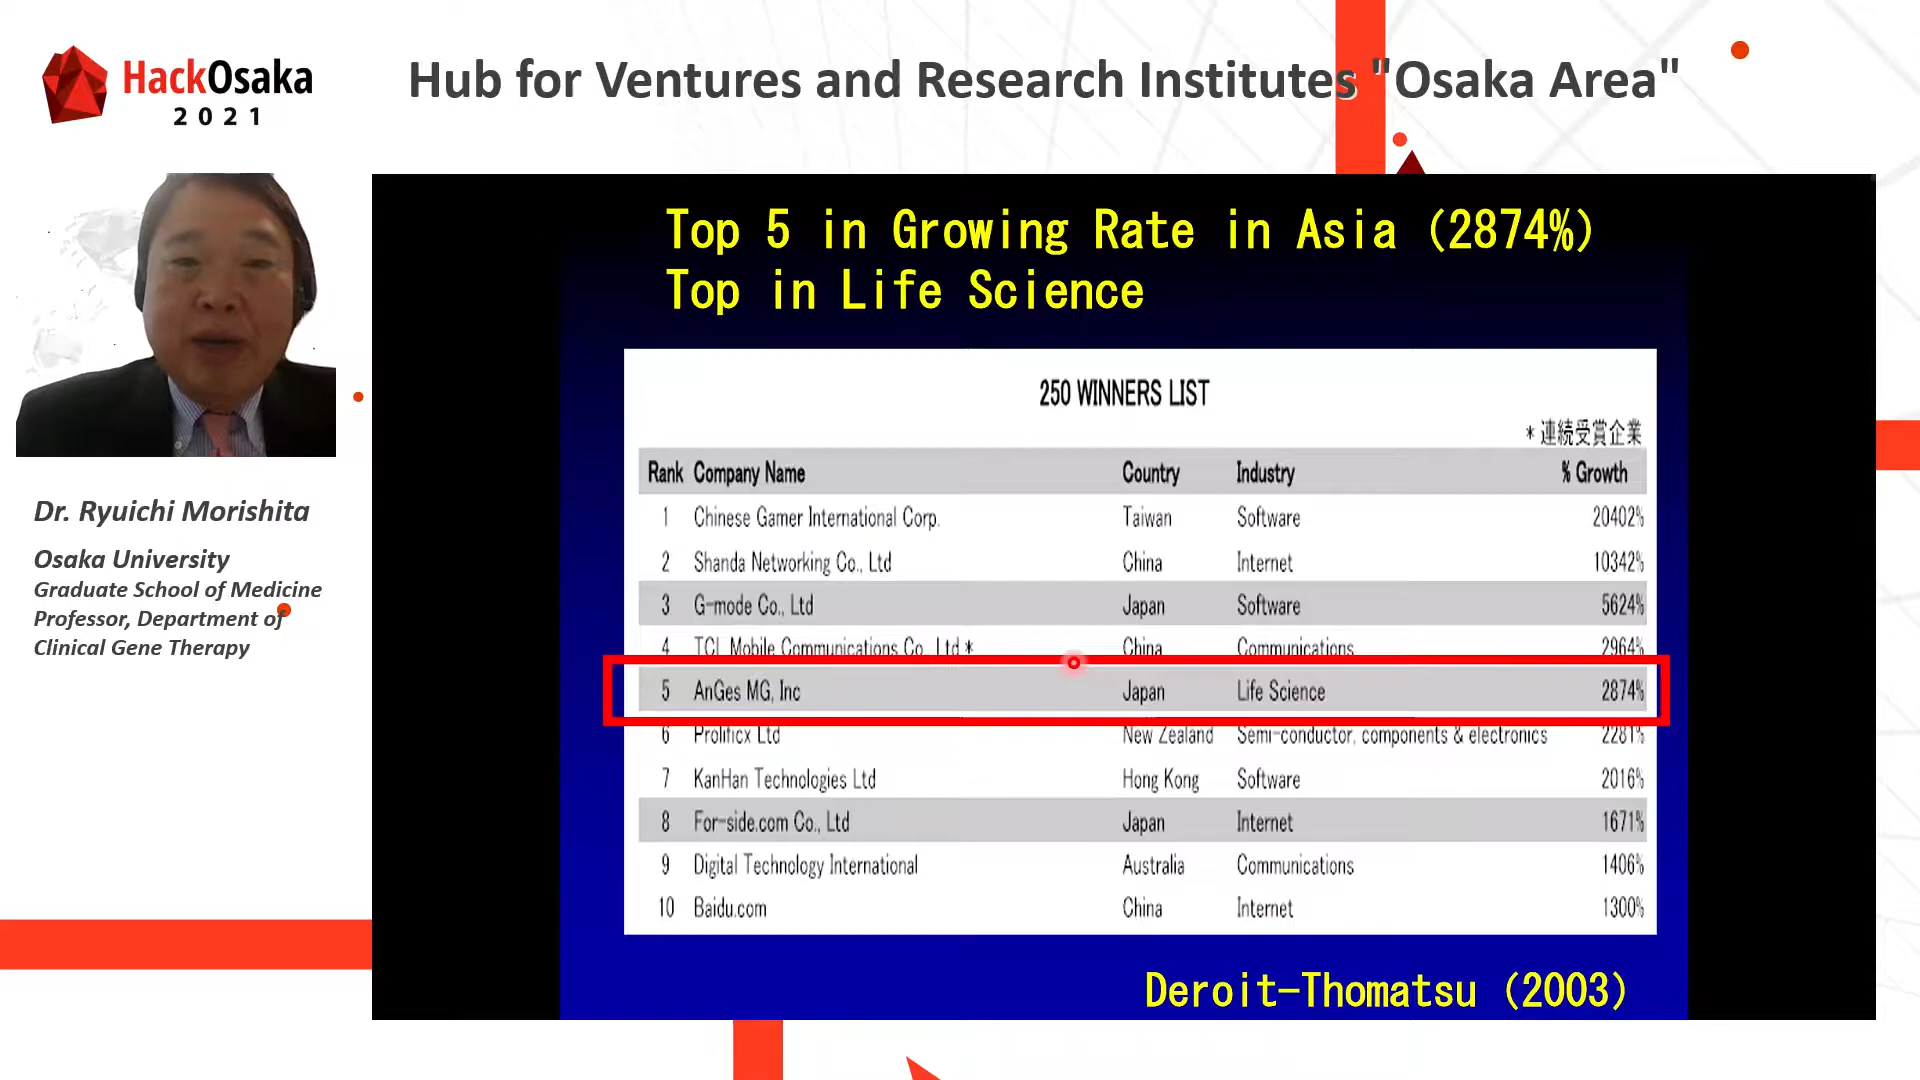 HackOsaka
2021
Hub for Ventures and Research Institutes "Osaka Area"
Dr. Ryuichi Morishita
Osaka University
Graduate School of Medicine
Professor, Department of
Clinical Gene Therapy
Top 5 in Growing Rate in Asia (2874%)
Top in Life Science
250 WINNERS LIST
* 連続受賞企業
Rank Company Name Country Industry % Growth
1 Chinese Gamer International Corp. Taiwan Software 20402%
2 Shanda Networking Co., Ltd China Internet 10342%
3 G-mode Co., Ltd Japan Software 5624%
4 TCL Mobile Communications Co., Ltd * China Communications 2964%
5 AnGes MG, Inc Japan Life Science 2874%
6 Prolificx Ltd New Zealand Semi-conductor, components & electronics 2281%
7 KanHan Technologies Ltd Hong Kong Software 2016%
8 For-side.com Co., Ltd Japan Internet 1671%
9 Digital Technology International Australia Communications 1406%
10 Baidu.com China Internet 1300%
Deroit-Thomatsu (2003)